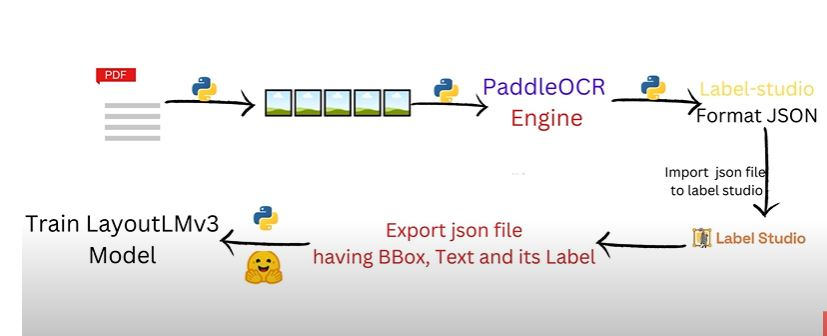 PDF
PaddleOCR
Engine
Label-studio
Format JSON
Import json file
to label studio
Label Studio
Export json file
having BBox, Text and its Label
Train LayoutLMv3
Model